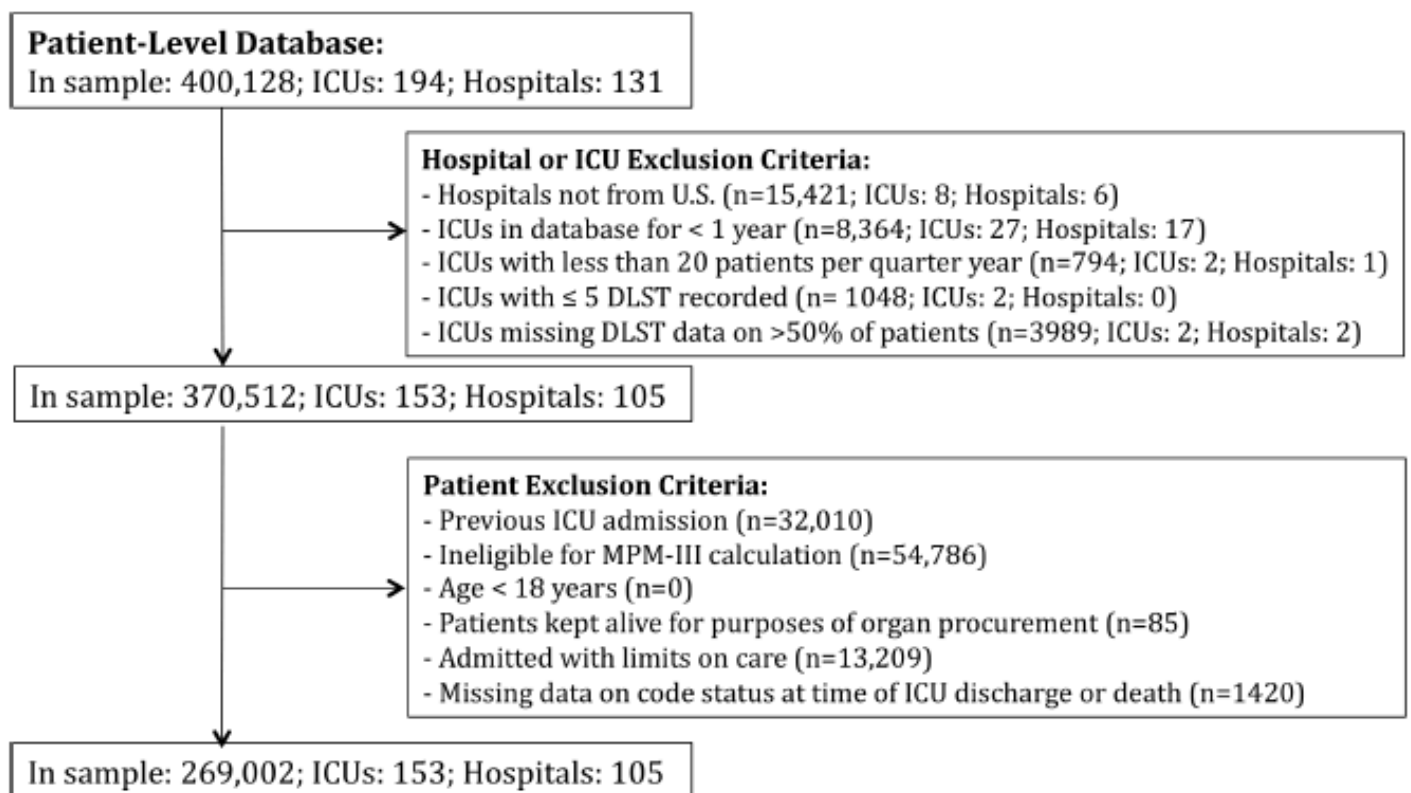 Patient-Level Database:
In sample: 400,128; ICUs: 194; Hospitals: 131
Hospital or ICU Exclusion Criteria:
- Hospitals not from U.S. (n=15,421; ICUs: 8; Hospitals: 6)
- ICUs in database for < 1 year (n=8,364; ICUs: 27; Hospitals: 17)
- ICUs with less than 20 patients per quarter year (n=794; ICUs: 2; Hospitals: 1)
- ICUs with ≤ 5 DLST recorded (n= 1048; ICUs: 2; Hospitals: 0)
- ICUs missing DLST data on >50% of patients (n=3989; ICUs: 2; Hospitals: 2)
In sample: 370,512; ICUs: 153; Hospitals: 105
Patient Exclusion Criteria:
- Previous ICU admission (n=32,010)
- Ineligible for MPM-III calculation (n=54,786)
- Age < 18 years (n=0)
- Patients kept alive for purposes of organ procurement (n=85)
- Admitted with limits on care (n=13,209)
- Missing data on code status at time of ICU discharge or death (n=1420)
In sample: 269,002; ICUs: 153; Hospitals: 105